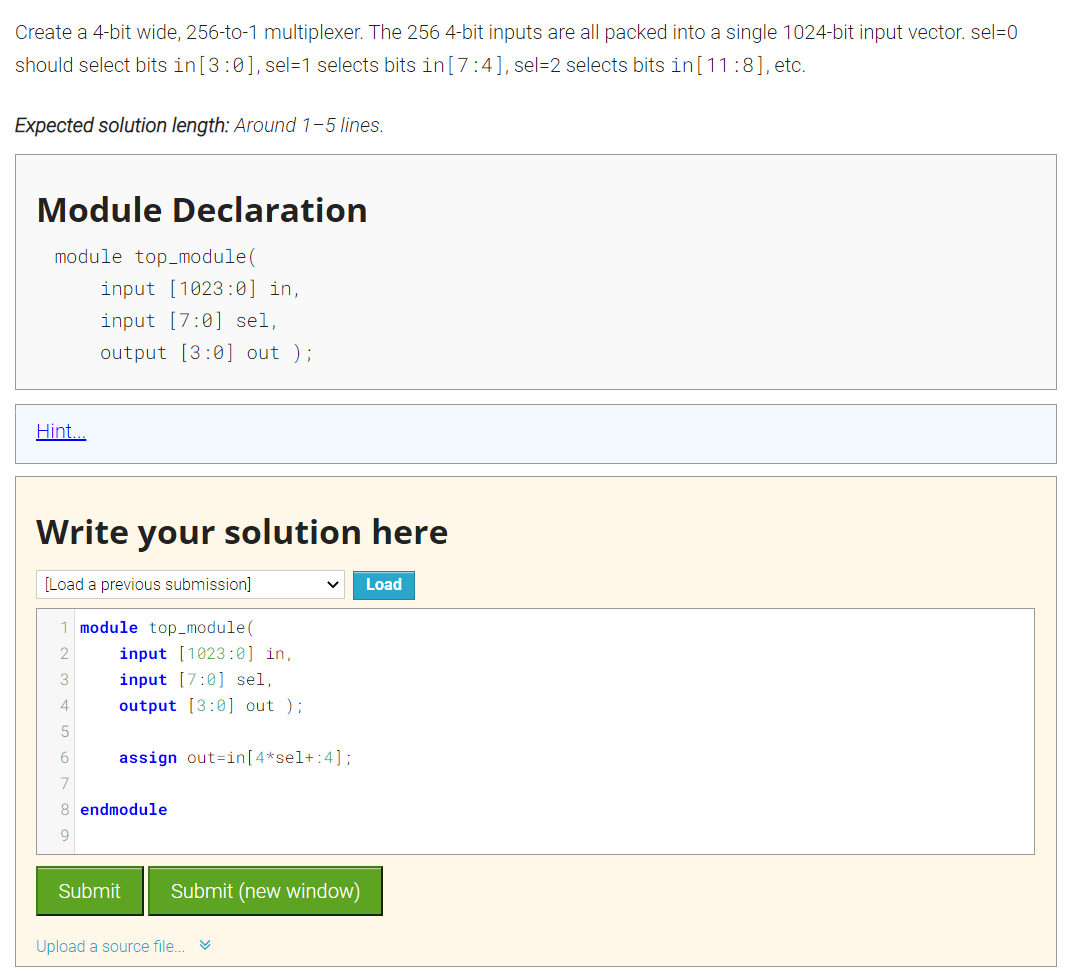 Create a 4-bit wide, 256-to-1 multiplexer. The 256 4-bit inputs are all packed into a single 1024-bit input vector. sel=0
should select bits in[3:0], sel=1 selects bits in[7:4], sel=2 selects bits in[11:8], etc.
Expected solution length: Around 1–5 lines.
Module Declaration
module top_module(
    input [1023:0] in,
    input [7:0] sel,
    output [3:0] out );
Hint...
Write your solution here
[Load a previous submission] Load
1 module top_module(
2     input [1023:0] in,
3     input [7:0] sel,
4     output [3:0] out );
5
6     assign out=in[4*sel+:4];
7
8 endmodule
9
Submit Submit (new window)
Upload a source file...